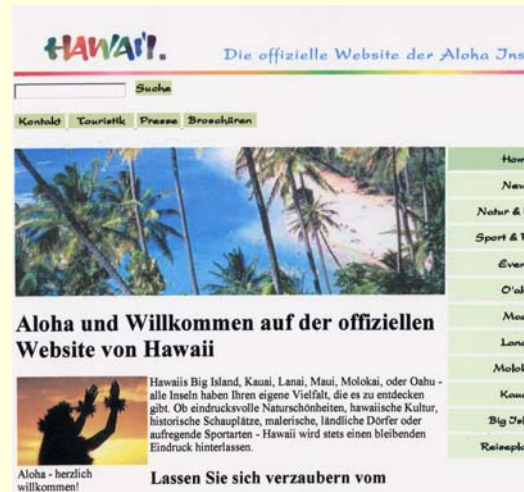 HAWAI'I.
Die offizielle Website der Aloha Ins
Suche
Kontakt Touristik Presse Broschüren
Hom
New
Natur &
Sport &
Even
O'ah
Mau
Lana
Molok
Kaua
Big Isl
Reisepla
Aloha und Willkommen auf der offiziellen
Website von Hawaii
Hawaiis Big Island, Kauai, Lanai, Maui, Molokai, oder Oahu -
alle Inseln haben Ihren eigene Vielfalt, die es zu entdecken
gibt. Ob eindrucksvolle Naturschönheiten, hawaiische Kultur,
historische Schauplätze, malerische, ländliche Dörfer oder
aufregende Sportarten - Hawaii wird stets einen bleibenden
Eindruck hinterlassen.
Aloha - herzlich
willkommen!
Lassen Sie sich verzaubern vom